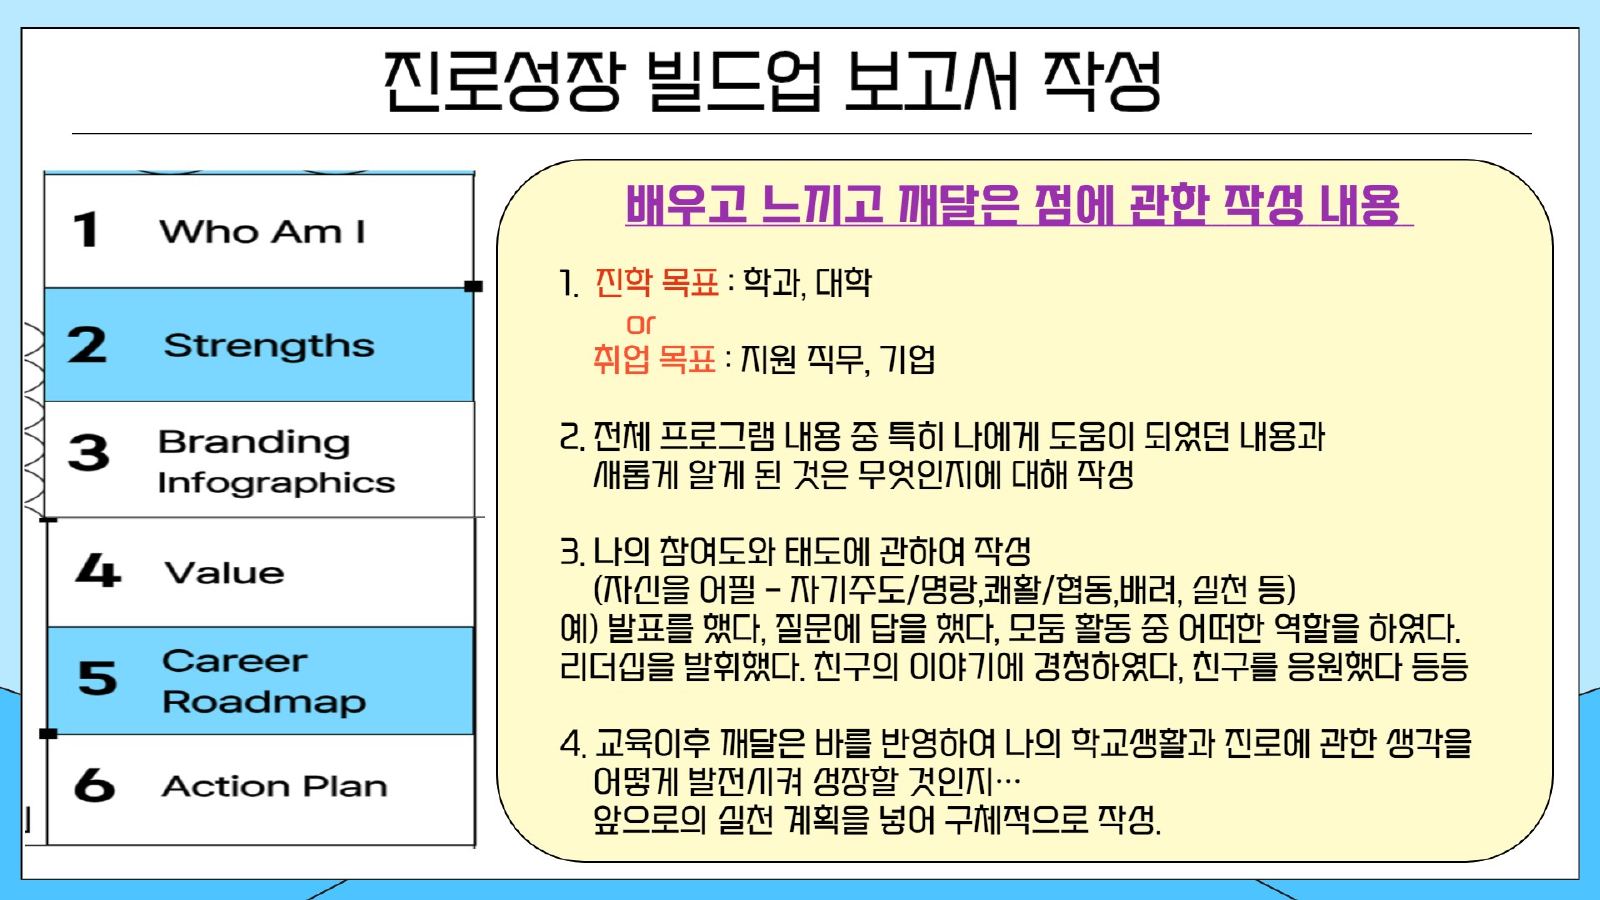 진로성장 빌드업 보고서 작성
1 Who Am I
2 Strengths
3 Branding
Infographics
4 Value
5 Career
Roadmap
6 Action Plan
배우고 느끼고 깨달은 점에 관한 작성 내용
1. 진학 목표 : 학과, 대학
or
취업 목표 : 지원 직무, 기업
2. 전체 프로그램 내용 중 특히 나에게 도움이 되었던 내용과
새롭게 알게 된 것은 무엇인지에 대해 작성
3. 나의 참여도와 태도에 관하여 작성
(자신을 어필 - 자기주도/명랑,쾌활/협동,배려, 실천 등)
예) 발표를 했다, 질문에 답을 했다, 모둠 활동 중 어떠한 역할을 하였다.
리더십을 발휘했다. 친구의 이야기에 경청하였다, 친구를 응원했다 등등
4. 교육이후 깨달은 바를 반영하여 나의 학교생활과 진로에 관한 생각을
어떻게 발전시켜 성장할 것인지…
앞으로의 실천 계획을 넣어 구체적으로 작성.